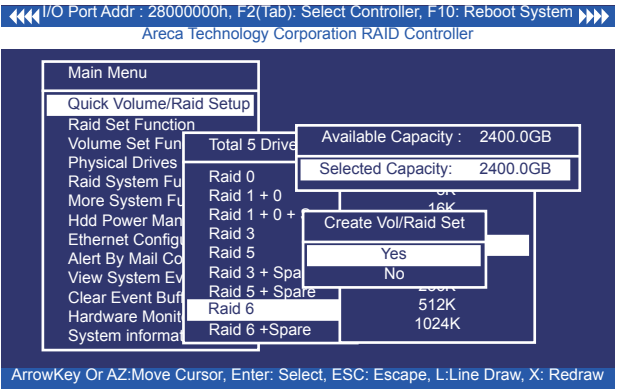 I/O Port Addr : 28000000h, F2(Tab): Select Controller, F10: Reboot System
Areca Technology Corporation RAID Controller
Main Menu
Quick Volume/Raid Setup
Raid Set Function
Volume Set Fun
Physical Drives
Raid System Fu
More System Fu
Hdd Power Man
Ethernet Config
Alert By Mail Co
View System Ev
Clear Event Buff
Hardware Monit
System informat
Total 5 Drive
Raid 0
Raid 1 + 0
Raid 1 + 0 +
Raid 3
Raid 5
Raid 3 + Spa
Raid 5 + Spare
Raid 6
Raid 6 +Spare
Available Capacity : 2400.0GB
Selected Capacity: 2400.0GB
16K
Create Vol/Raid Set
Yes
No
512K
1024K
ArrowKey Or AZ:Move Cursor, Enter: Select, ESC: Escape, L:Line Draw, X: Redraw